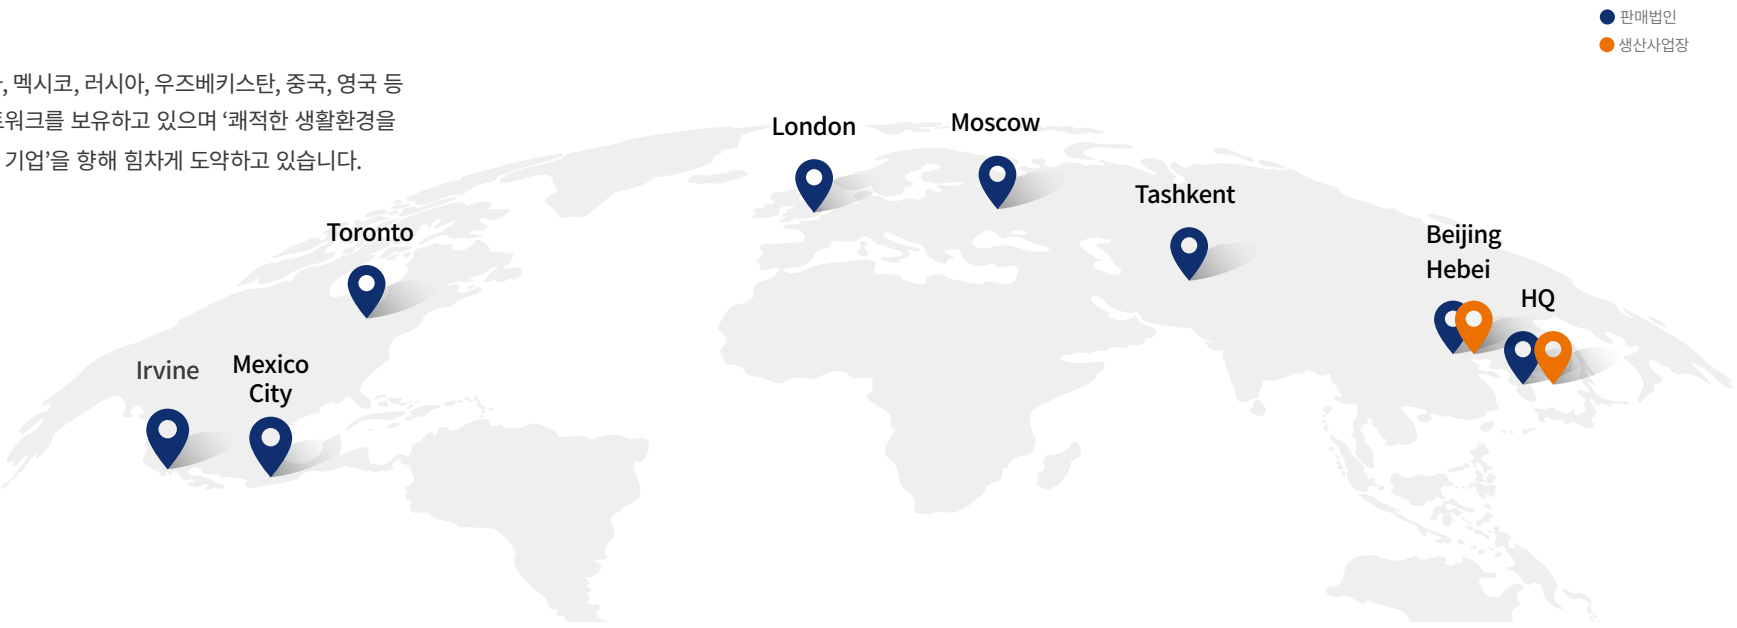 판매법인
생산사업장
, 멕시코, 러시아, 우즈베키스탄, 중국, 영국 등
워크를 보유하고 있으며 ‘쾌적한 생활환경을
기업’을 향해 힘차게 도약하고 있습니다.
London
Moscow
Tashkent
Toronto
Beijing
Hebei
HQ
Irvine
Mexico
City